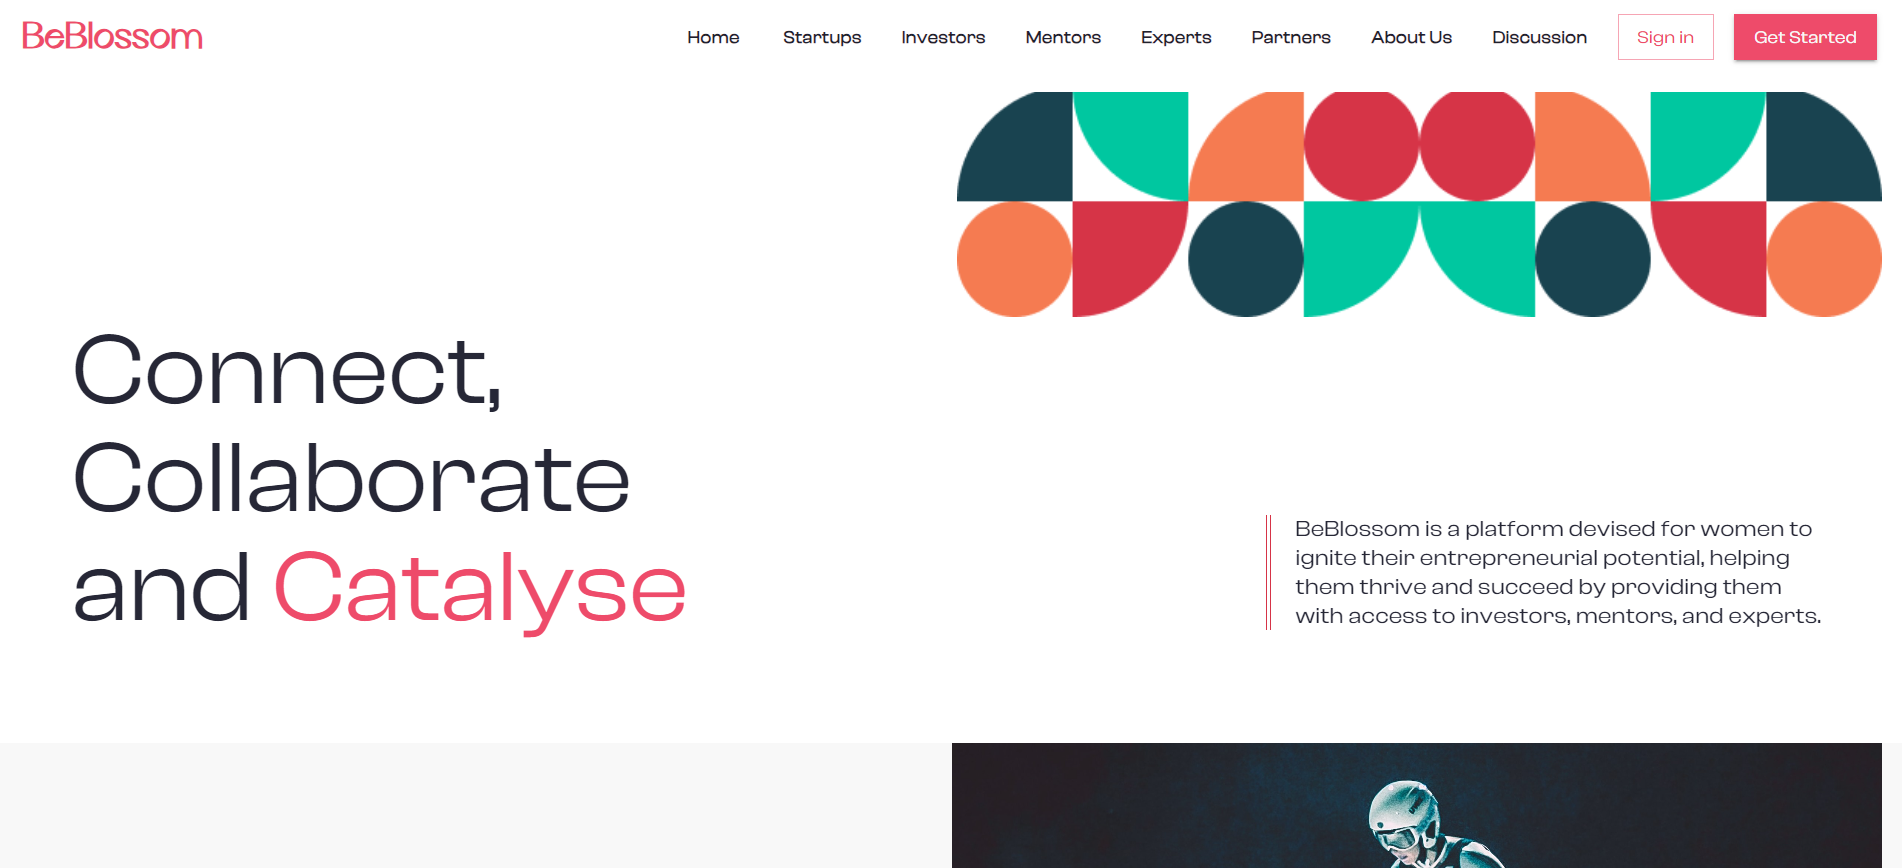 BeBlossom
Home Startups Investors Mentors Experts Partners About Us Discussion Sign in Get Started
Connect,
Collaborate
and Catalyse
BeBlossom is a platform devised for women to
ignite their entrepreneurial potential, helping
them thrive and succeed by providing them
with access to investors, mentors, and experts.